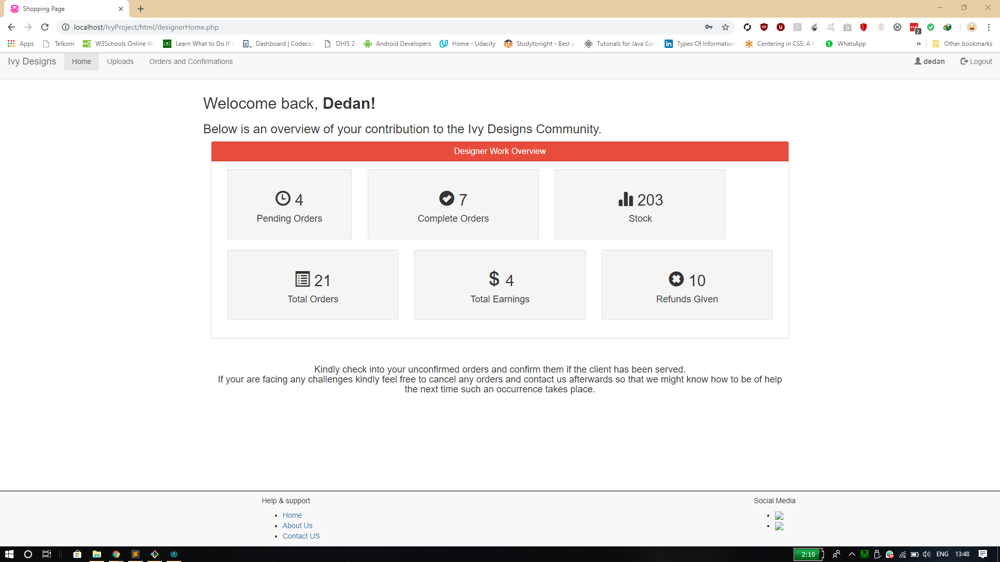 Shopping Page
localhost/IvyProject/html/designerHome.php
2
Apps Telkom W3Schools Online W Learn What to Do If Y Dashboard | Codecac DHIS 2 Android Developers Home - Udacity Studytonight - Best p Tutorials for Java Con Types Of Information Centering in CSS: A C WhatsApp » Other bookmarks
Ivy Designs Home Uploads Orders and Confirmations dedan Logout
Welocome back, Dedan!
Below is an overview of your contribution to the Ivy Designs Community.
Designer Work Overview
4 7 203
Pending Orders Complete Orders Stock
21 $ 4 10
Total Orders Total Earnings Refunds Given
Kindly check into your unconfirmed orders and confirm them if the client has been served.
If your are facing any challenges kindly feel free to cancel any orders and contact us afterwards so that we might know how to be of help
the next time such an occurrence takes place.
Help & support Social Media
Home
About Us
Contact US
2:10 ENG 13:48